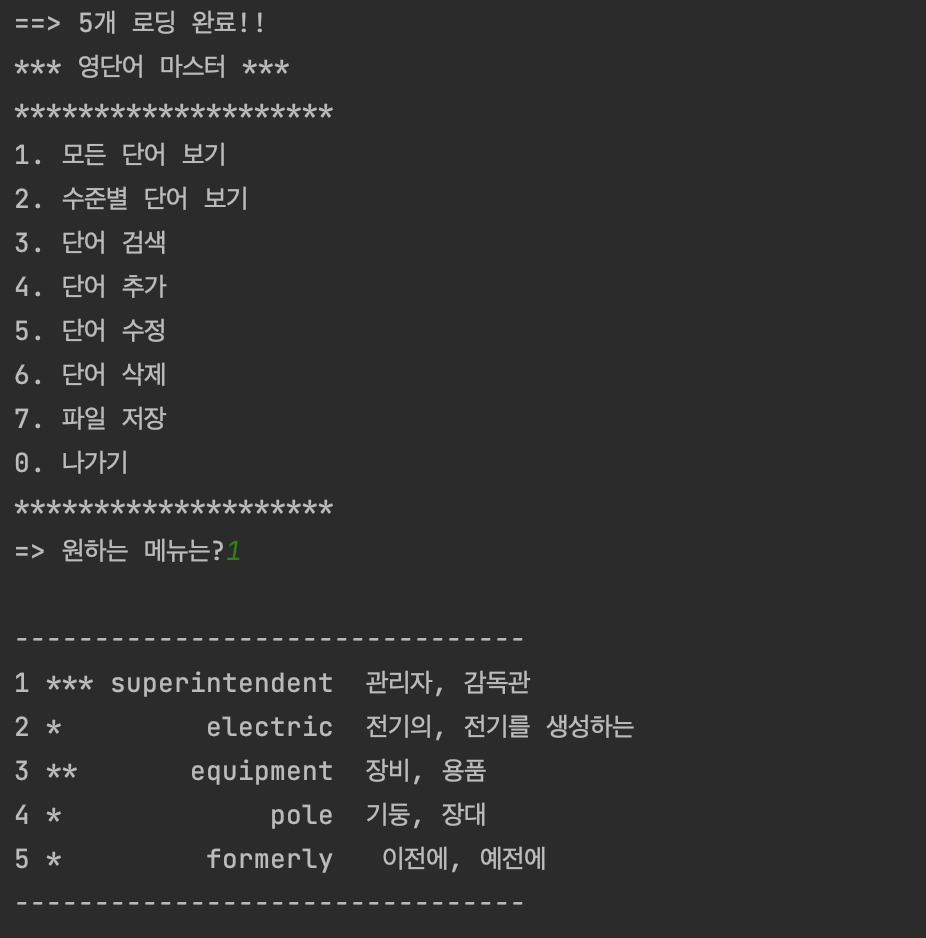 ==> 5개 로딩 완료!!
*** 영단어 마스터 ***
********************
1. 모든 단어 보기
2. 수준별 단어 보기
3. 단어 검색
4. 단어 추가
5. 단어 수정
6. 단어 삭제
7. 파일 저장
0. 나가기
********************
=> 원하는 메뉴는?1
--------------------------------
1 *** superintendent  관리자, 감독관
2 *         electric  전기의, 전기를 생성하는
3 **       equipment  장비, 용품
4 *             pole  기둥, 장대
5 *         formerly   이전에, 예전에
--------------------------------